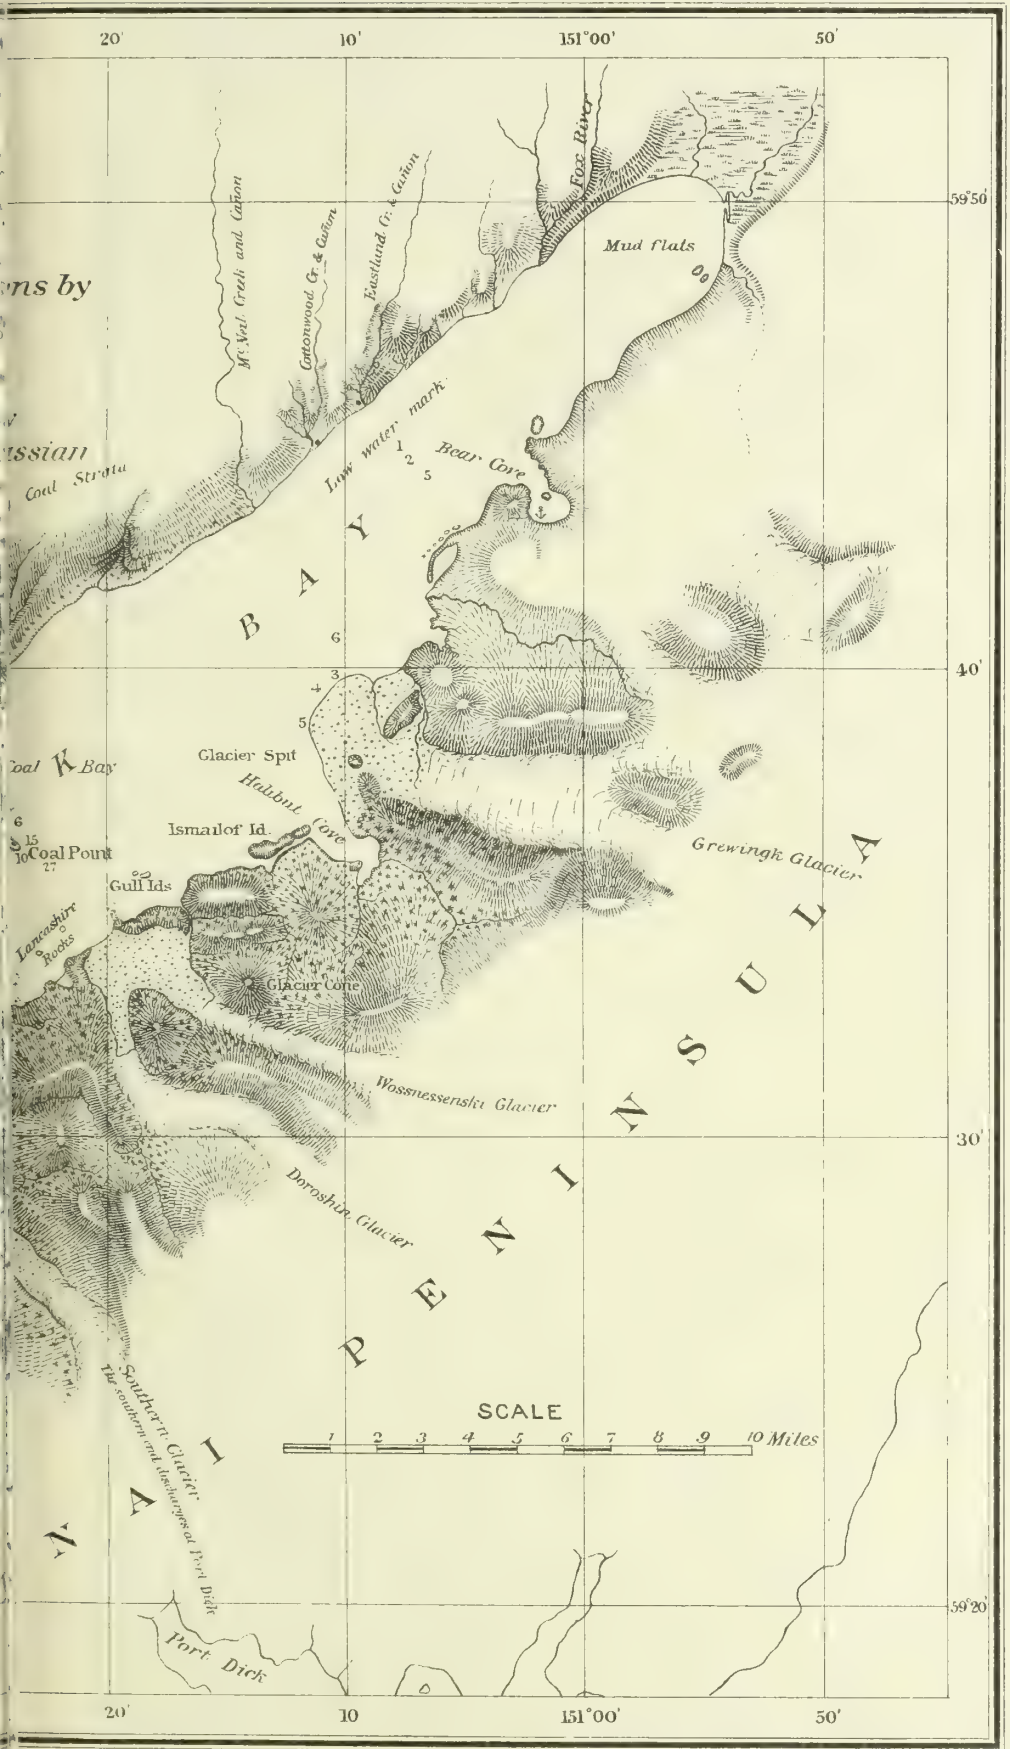 20' 10' 151°00' 50'
59°50'
Fox River
Mud flats
McNeil Creek and Cañon
Cottonwood Cr. & Cañon
Eastland Cr. & Cañon
ns by
ssian
Coal Strata
Low water mark
1
2
5
Bear Cove
BAY
6
40'
3
4
5
Glacier Spit
K
Coal Bay
Halibut Cove
Ismailof Id.
6
15
10 Coal Point
27
Gull Ids
Grewingk Glacier
Lancashire
Rocks
Glacier Cone
Wossnessenski Glacier
30'
Doroshin Glacier
NAI PENINSULA
Southern Glacier
The southern end discharges at Port Dick
SCALE
1 2 3 4 5 6 7 8 9 10 Miles
59°20'
Port Dick
20' 10 151°00' 50'